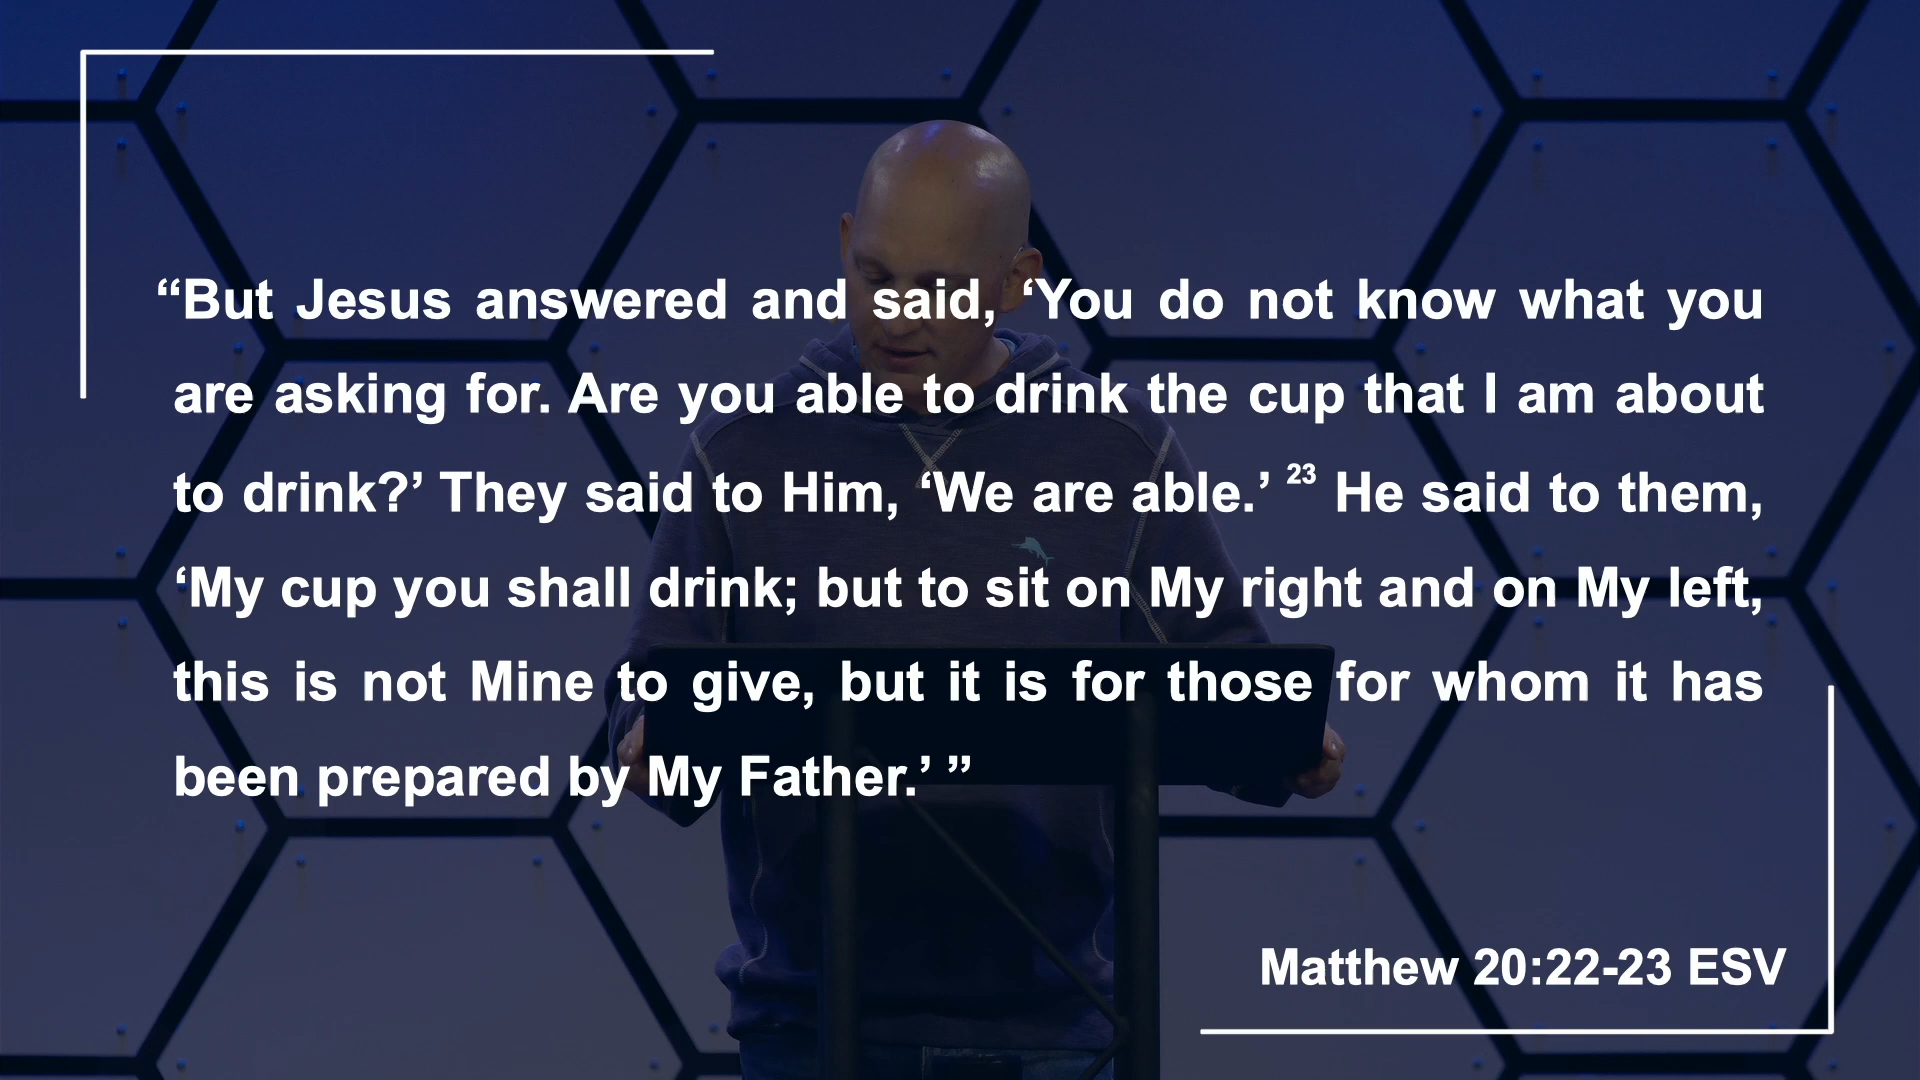 “But Jesus answered and said, ‘You do not know what you
are asking for. Are you able to drink the cup that I am about
to drink?’ They said to Him, ‘We are able.’ 23 He said to them,
‘My cup you shall drink; but to sit on My right and on My left,
this is not Mine to give, but it is for those for whom it has
been prepared by My Father.’ ”
Matthew 20:22-23 ESV